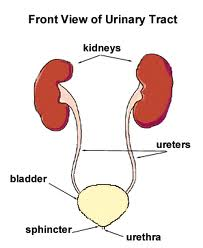 Front View of Urinary Tract
kidneys
ureters
bladder
sphincter
urethra